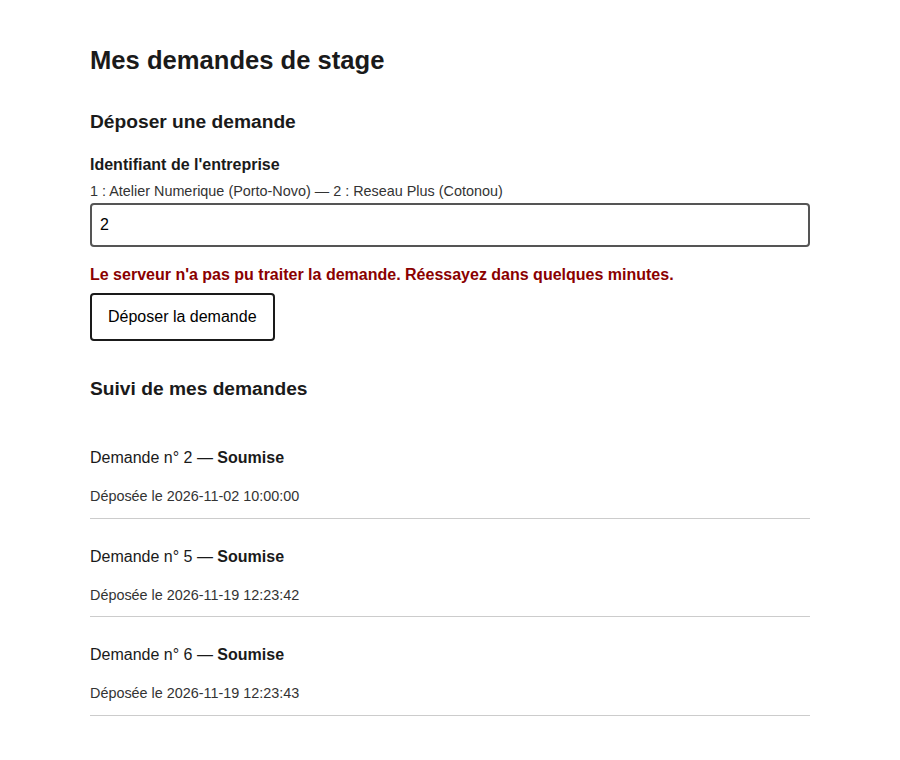 Mes demandes de stage
Déposer une demande
Identifiant de l'entreprise
1 : Atelier Numerique (Porto-Novo) — 2 : Reseau Plus (Cotonou)
2
Le serveur n'a pas pu traiter la demande. Réessayez dans quelques minutes.
Déposer la demande
Suivi de mes demandes
Demande n° 2 — Soumise
Déposée le 2026-11-02 10:00:00
Demande n° 5 — Soumise
Déposée le 2026-11-19 12:23:42
Demande n° 6 — Soumise
Déposée le 2026-11-19 12:23:43